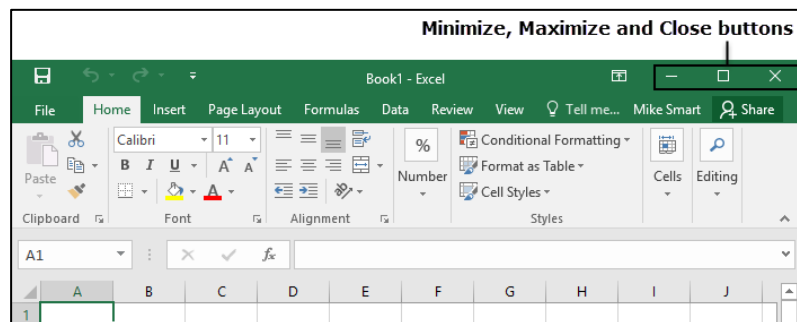 Minimize, Maximize and Close buttons
Book1 - Excel
File Home Insert Page Layout Formulas Data Review View Tell me... Mike Smart Share
Calibri 11 % Conditional Formatting
B I U A A Format as Table
Paste Number Cells Editing
A Cell Styles
Clipboard Font Alignment Styles
A1 fx
A B C D E F G H I J
1